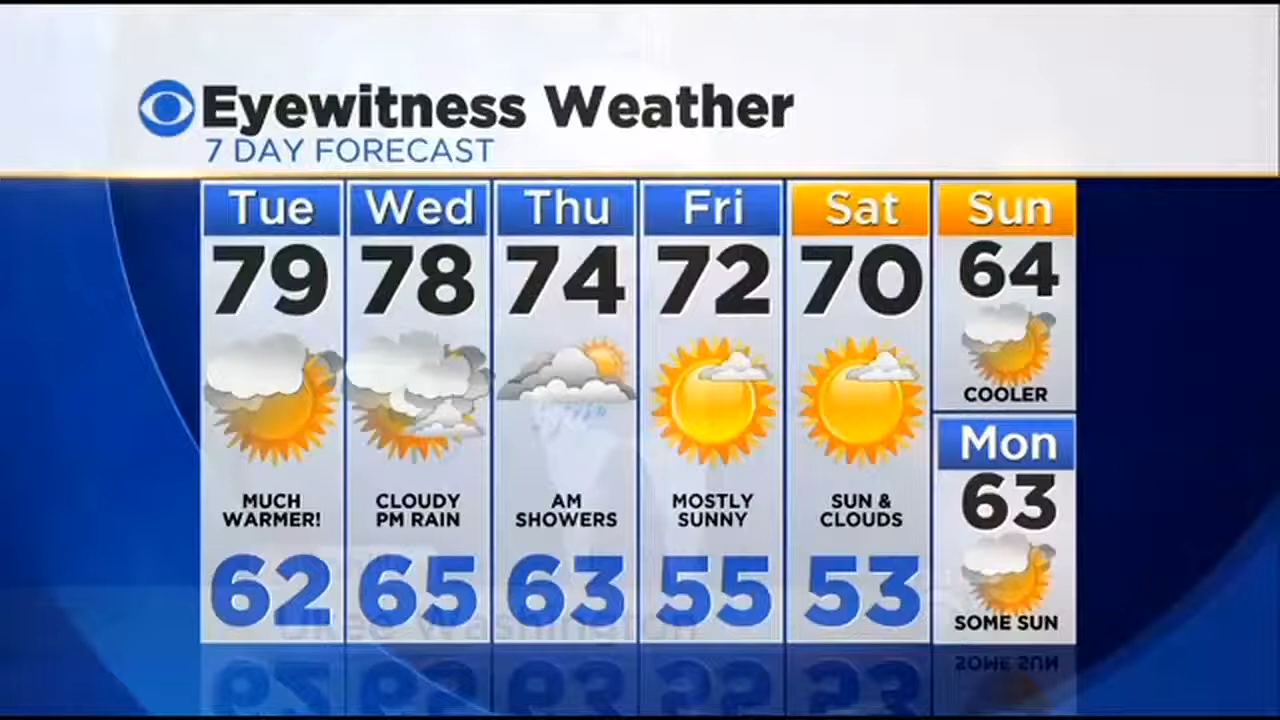 Eyewitness Weather
7 DAY FORECAST
Tue
79
MUCH
WARMER!
62
Wed
78
CLOUDY
PM RAIN
65
Thu
74
AM
SHOWERS
63
Fri
72
MOSTLY
SUNNY
55
Sat
70
SUN &
CLOUDS
53
Sun
64
COOLER
Mon
63
SOME SUN
Ukee Washington